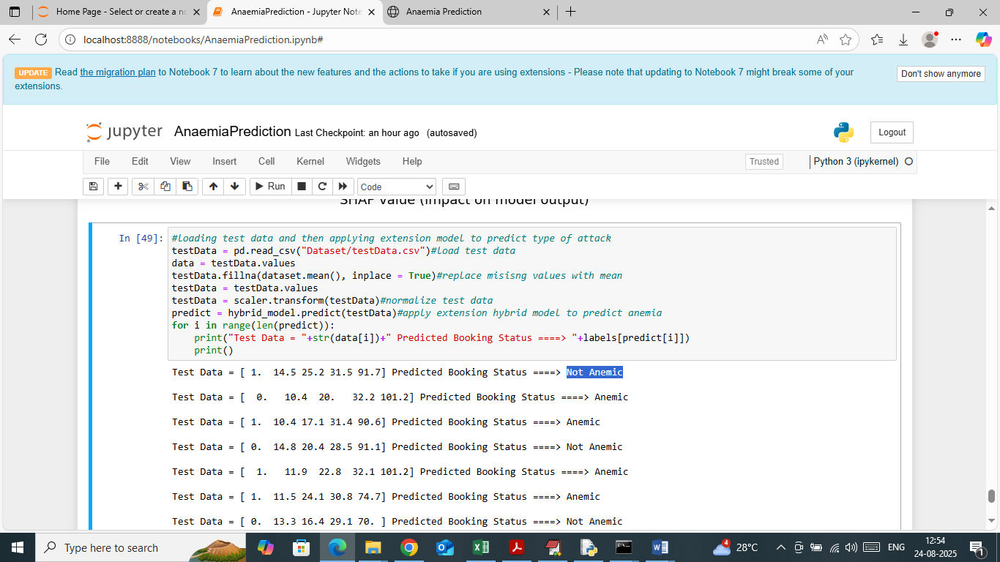 Home Page - Select or create a no
AnaemiaPrediction - Jupyter Note
Anaemia Prediction
localhost:8888/notebooks/AnaemiaPrediction.ipynb#
UPDATE Read the migration plan to Notebook 7 to learn about the new features and the actions to take if you are using extensions - Please note that updating to Notebook 7 might break some of your
extensions.
Don't show anymore
jupyter AnaemiaPrediction Last Checkpoint: an hour ago (autosaved)
Logout
File Edit View Insert Cell Kernel Widgets Help
Trusted
Python 3 (ipykernel)
Run
Code
SHAP value (impact on model output)
In [49]: #loading test data and then applying extension model to predict type of attack
testData = pd.read_csv("Dataset/testData.csv")#load test data
data = testData.values
testData.fillna(dataset.mean(), inplace = True)#replace misisng values with mean
testData = testData.values
testData = scaler.transform(testData)#normalize test data
predict = hybrid_model.predict(testData)#apply extension hybrid model to predict anemia
for i in range(len(predict)):
    print("Test Data = "+str(data[i])+" Predicted Booking Status ====> "+labels[predict[i]])
    print()
Test Data = [ 1.  14.5 25.2 31.5 91.7] Predicted Booking Status ====> Not Anemic
Test Data = [  0.   10.4  20.   32.2 101.2] Predicted Booking Status ====> Anemic
Test Data = [ 1.  10.4 17.1 31.4 90.6] Predicted Booking Status ====> Anemic
Test Data = [ 0.  14.8 20.4 28.5 91.1] Predicted Booking Status ====> Not Anemic
Test Data = [  1.   11.9  22.8  32.1 101.2] Predicted Booking Status ====> Anemic
Test Data = [ 1.  11.5 24.1 30.8 74.7] Predicted Booking Status ====> Anemic
Test Data = [ 0.  13.3 16.4 29.1 70. ] Predicted Booking Status ====> Not Anemic
Type here to search
4
28°C
ENG
12:54
24-08-2025
1